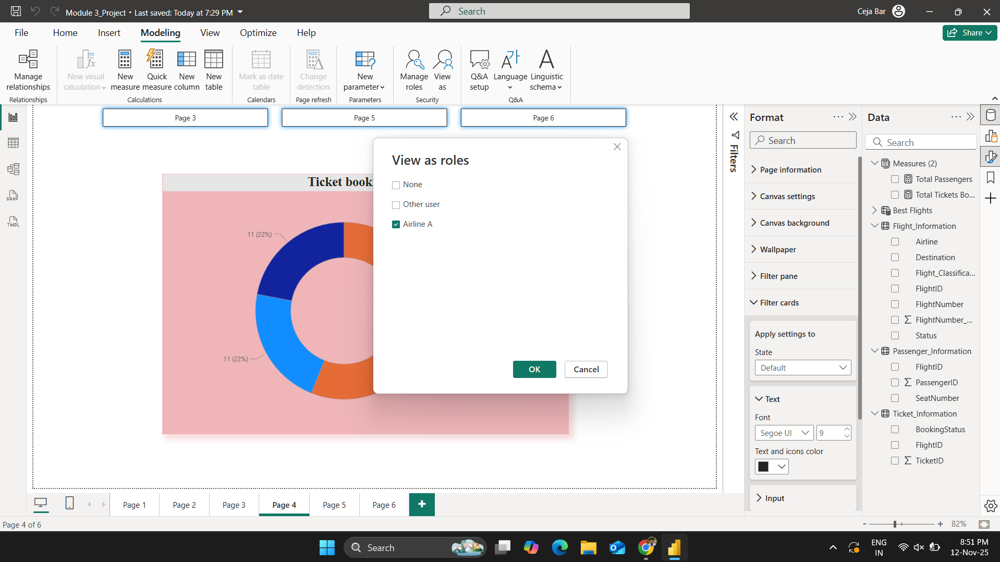 Module 3_Project • Last saved: Today at 7:29 PM
Search
Ceja Bar
File
Home
Insert
Modeling
View
Optimize
Help
Share
Manage
relationships
New visual
calculation
New
measure
Quick
measure
New
column
New
table
Mark as date
table
Change
detection
New
parameter
Manage
roles
View
as
Q&A
setup
Language
Linguistic
schema
Relationships
Calculations
Calendars
Page refresh
Parameters
Security
Q&A
DAX
TMDL
Page 3
Page 5
Page 6
Ticket book
11 (22%)
11 (22%)
View as roles
None
Other user
Airline A
OK
Cancel
Filters
Format
Search
Page information
Canvas settings
Canvas background
Wallpaper
Filter pane
Filter cards
Apply settings to
State
Default
Text
Font
Segoe UI
9
Text and icons color
Input
Data
Search
Measures (2)
Total Passengers
Total Tickets Bo...
Best Flights
Flight_Information
Airline
Destination
Flight_Classifica...
FlightID
FlightNumber
FlightNumber_...
Status
Passenger_Information
FlightID
PassengerID
SeatNumber
Ticket_Information
BookingStatus
FlightID
TicketID
Page 1
Page 2
Page 3
Page 4
Page 5
Page 6
Page 4 of 6
82%
Search
ENG
IN
8:51 PM
12-Nov-25